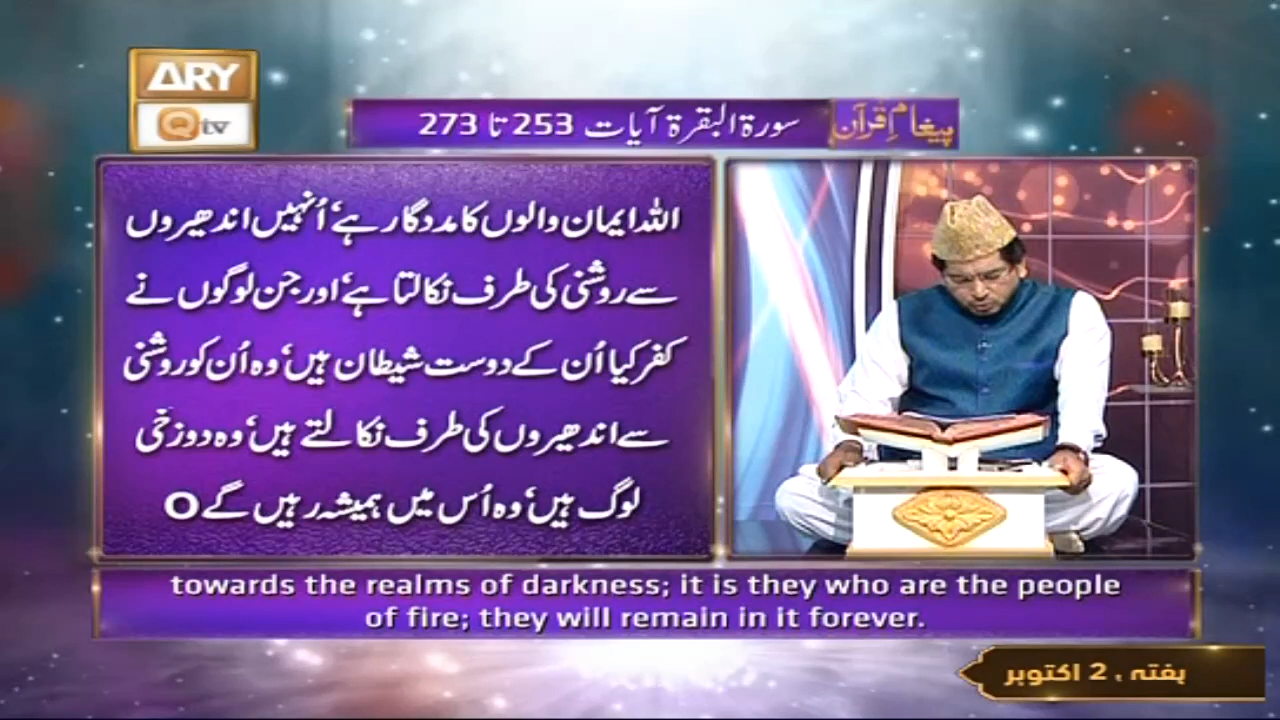 ARY
Qtv
پیغامِ قرآن
سورۃ البقرۃ آیات 253 تا 273
اللہ ایمان والوں کا مددگار ہے، اُنہیں اندھیروں
سے روشنی کی طرف نکالتا ہے، اور جن لوگوں نے
کفر کیا اُن کے دوست شیطان ہیں، وہ اُن کو روشنی
سے اندھیروں کی طرف نکالتے ہیں، وہ دوزخی
لوگ ہیں، وہ اُس میں ہمیشہ رہیں گے O
towards the realms of darkness; it is they who are the people
of fire; they will remain in it forever.
ہفتہ ، 2 اکتوبر